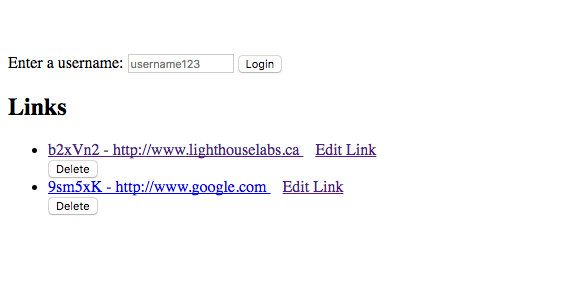 Enter a username: username123 Login
Links
b2xVn2 - http://www.lighthouselabs.ca Edit Link
Delete
9sm5xK - http://www.google.com Edit Link
Delete